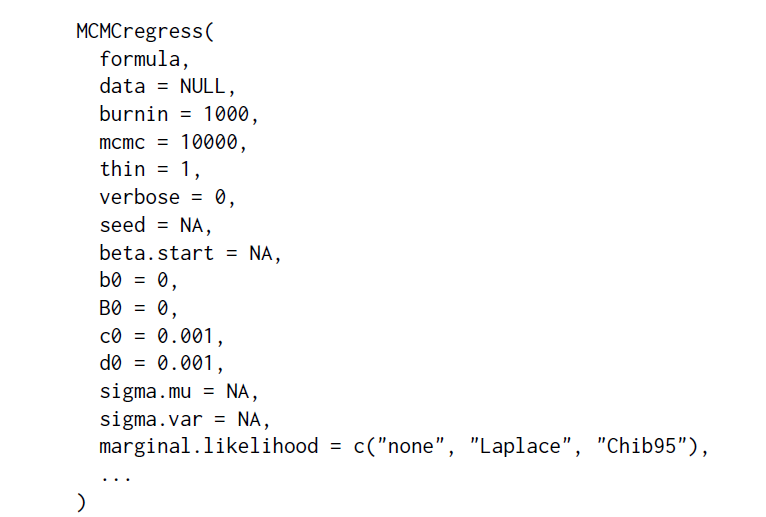 MCMCregress(
  formula,
  data = NULL,
  burnin = 1000,
  mcmc = 10000,
  thin = 1,
  verbose = 0,
  seed = NA,
  beta.start = NA,
  b0 = 0,
  B0 = 0,
  c0 = 0.001,
  d0 = 0.001,
  sigma.mu = NA,
  sigma.var = NA,
  marginal.likelihood = c("none", "Laplace", "Chib95"),
  ...
)